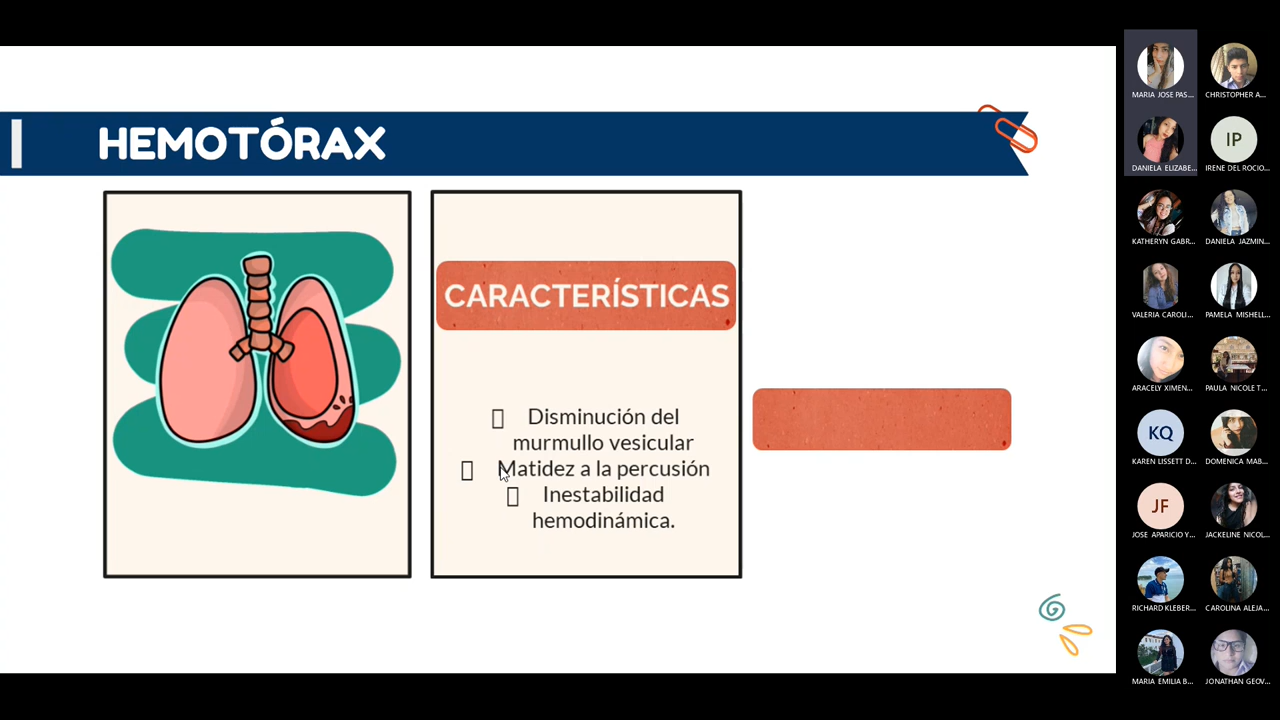 HEMOTÓRAX
CARACTERÍSTICAS
Disminución del
murmullo vesicular
Matidez a la percusión
Inestabilidad
hemodinámica.
MARIA JOSE PAS...
CHRISTOPHER A...
DANIELA ELIZABE...
IP
IRENE DEL ROCIO...
KATHERYN GABR...
DANIELA JAZMIN...
VALERIA CAROLI...
PAMELA MISHELL...
ARACELY XIMEN...
PAULA NICOLE T...
KQ
KAREN LISSETT D...
DOMENICA MAB...
JF
JOSE APARICIO Y...
JACKELINE NICOL...
RICHARD KLEBER...
CAROLINA ALEJA...
MARIA EMILIA B...
JONATHAN GEOV...